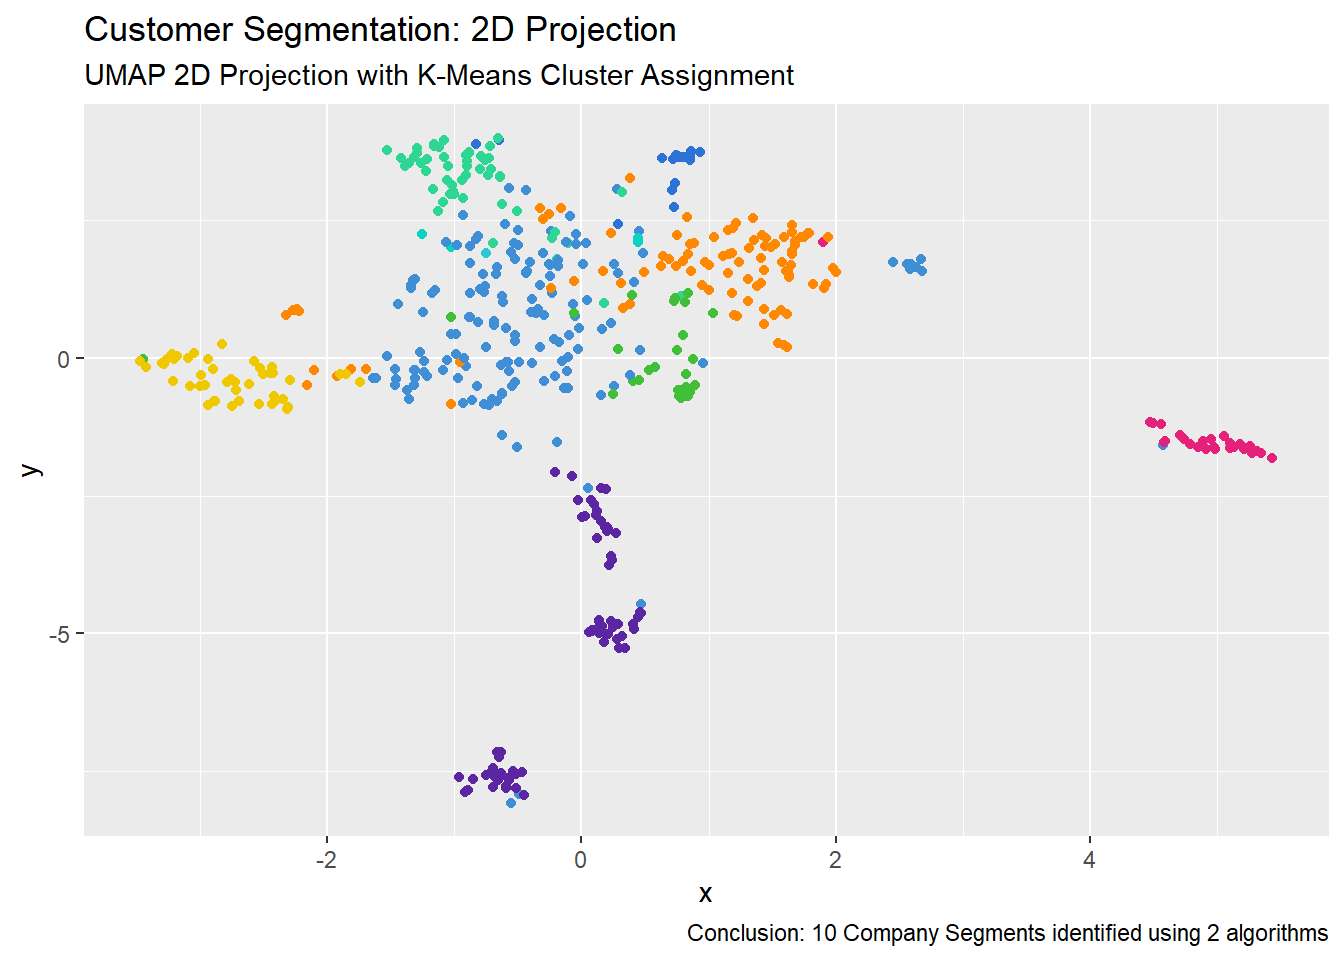 Customer Segmentation: 2D Projection
UMAP 2D Projection with K-Means Cluster Assignment
0
-5
y
-2
0
2
4
x
Conclusion: 10 Company Segments identified using 2 algorithms